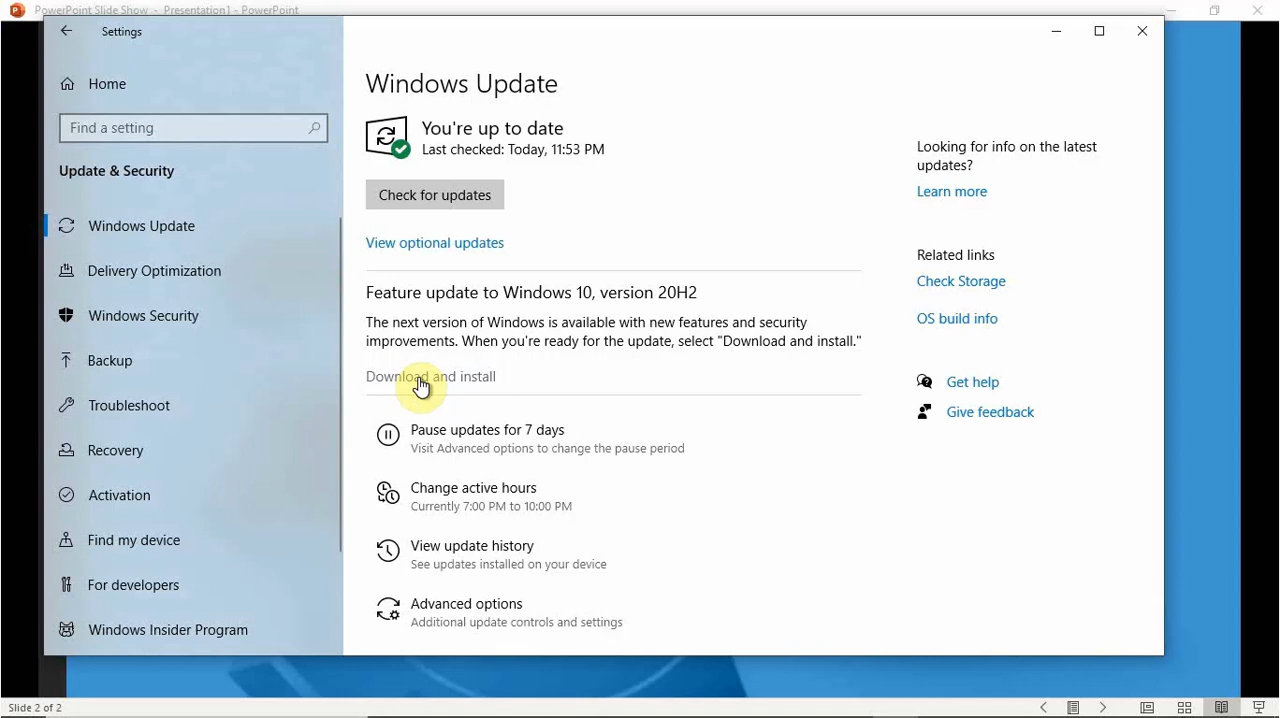 PowerPoint Slide Show - Presentation1 - PowerPoint
Settings
Home
Find a setting
Update & Security
Windows Update
Delivery Optimization
Windows Security
Backup
Troubleshoot
Recovery
Activation
Find my device
For developers
Windows Insider Program
Windows Update
You're up to date
Last checked: Today, 11:53 PM
Check for updates
View optional updates
Feature update to Windows 10, version 20H2
The next version of Windows is available with new features and security
improvements. When you're ready for the update, select "Download and install."
Download and install
Pause updates for 7 days
Visit Advanced options to change the pause period
Change active hours
Currently 7:00 PM to 10:00 PM
View update history
See updates installed on your device
Advanced options
Additional update controls and settings
Looking for info on the latest
updates?
Learn more
Related links
Check Storage
OS build info
Get help
Give feedback
Slide 2 of 2